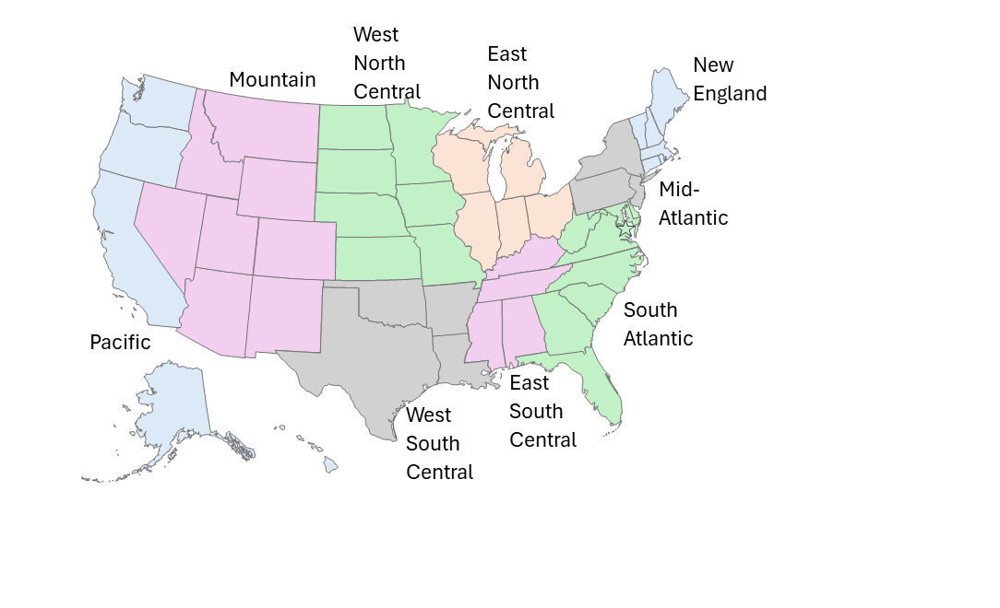 West
North
Central
East
North
Central
New
England
Mountain
Mid-
Atlantic
South
Atlantic
Pacific
East
South
Central
West
South
Central